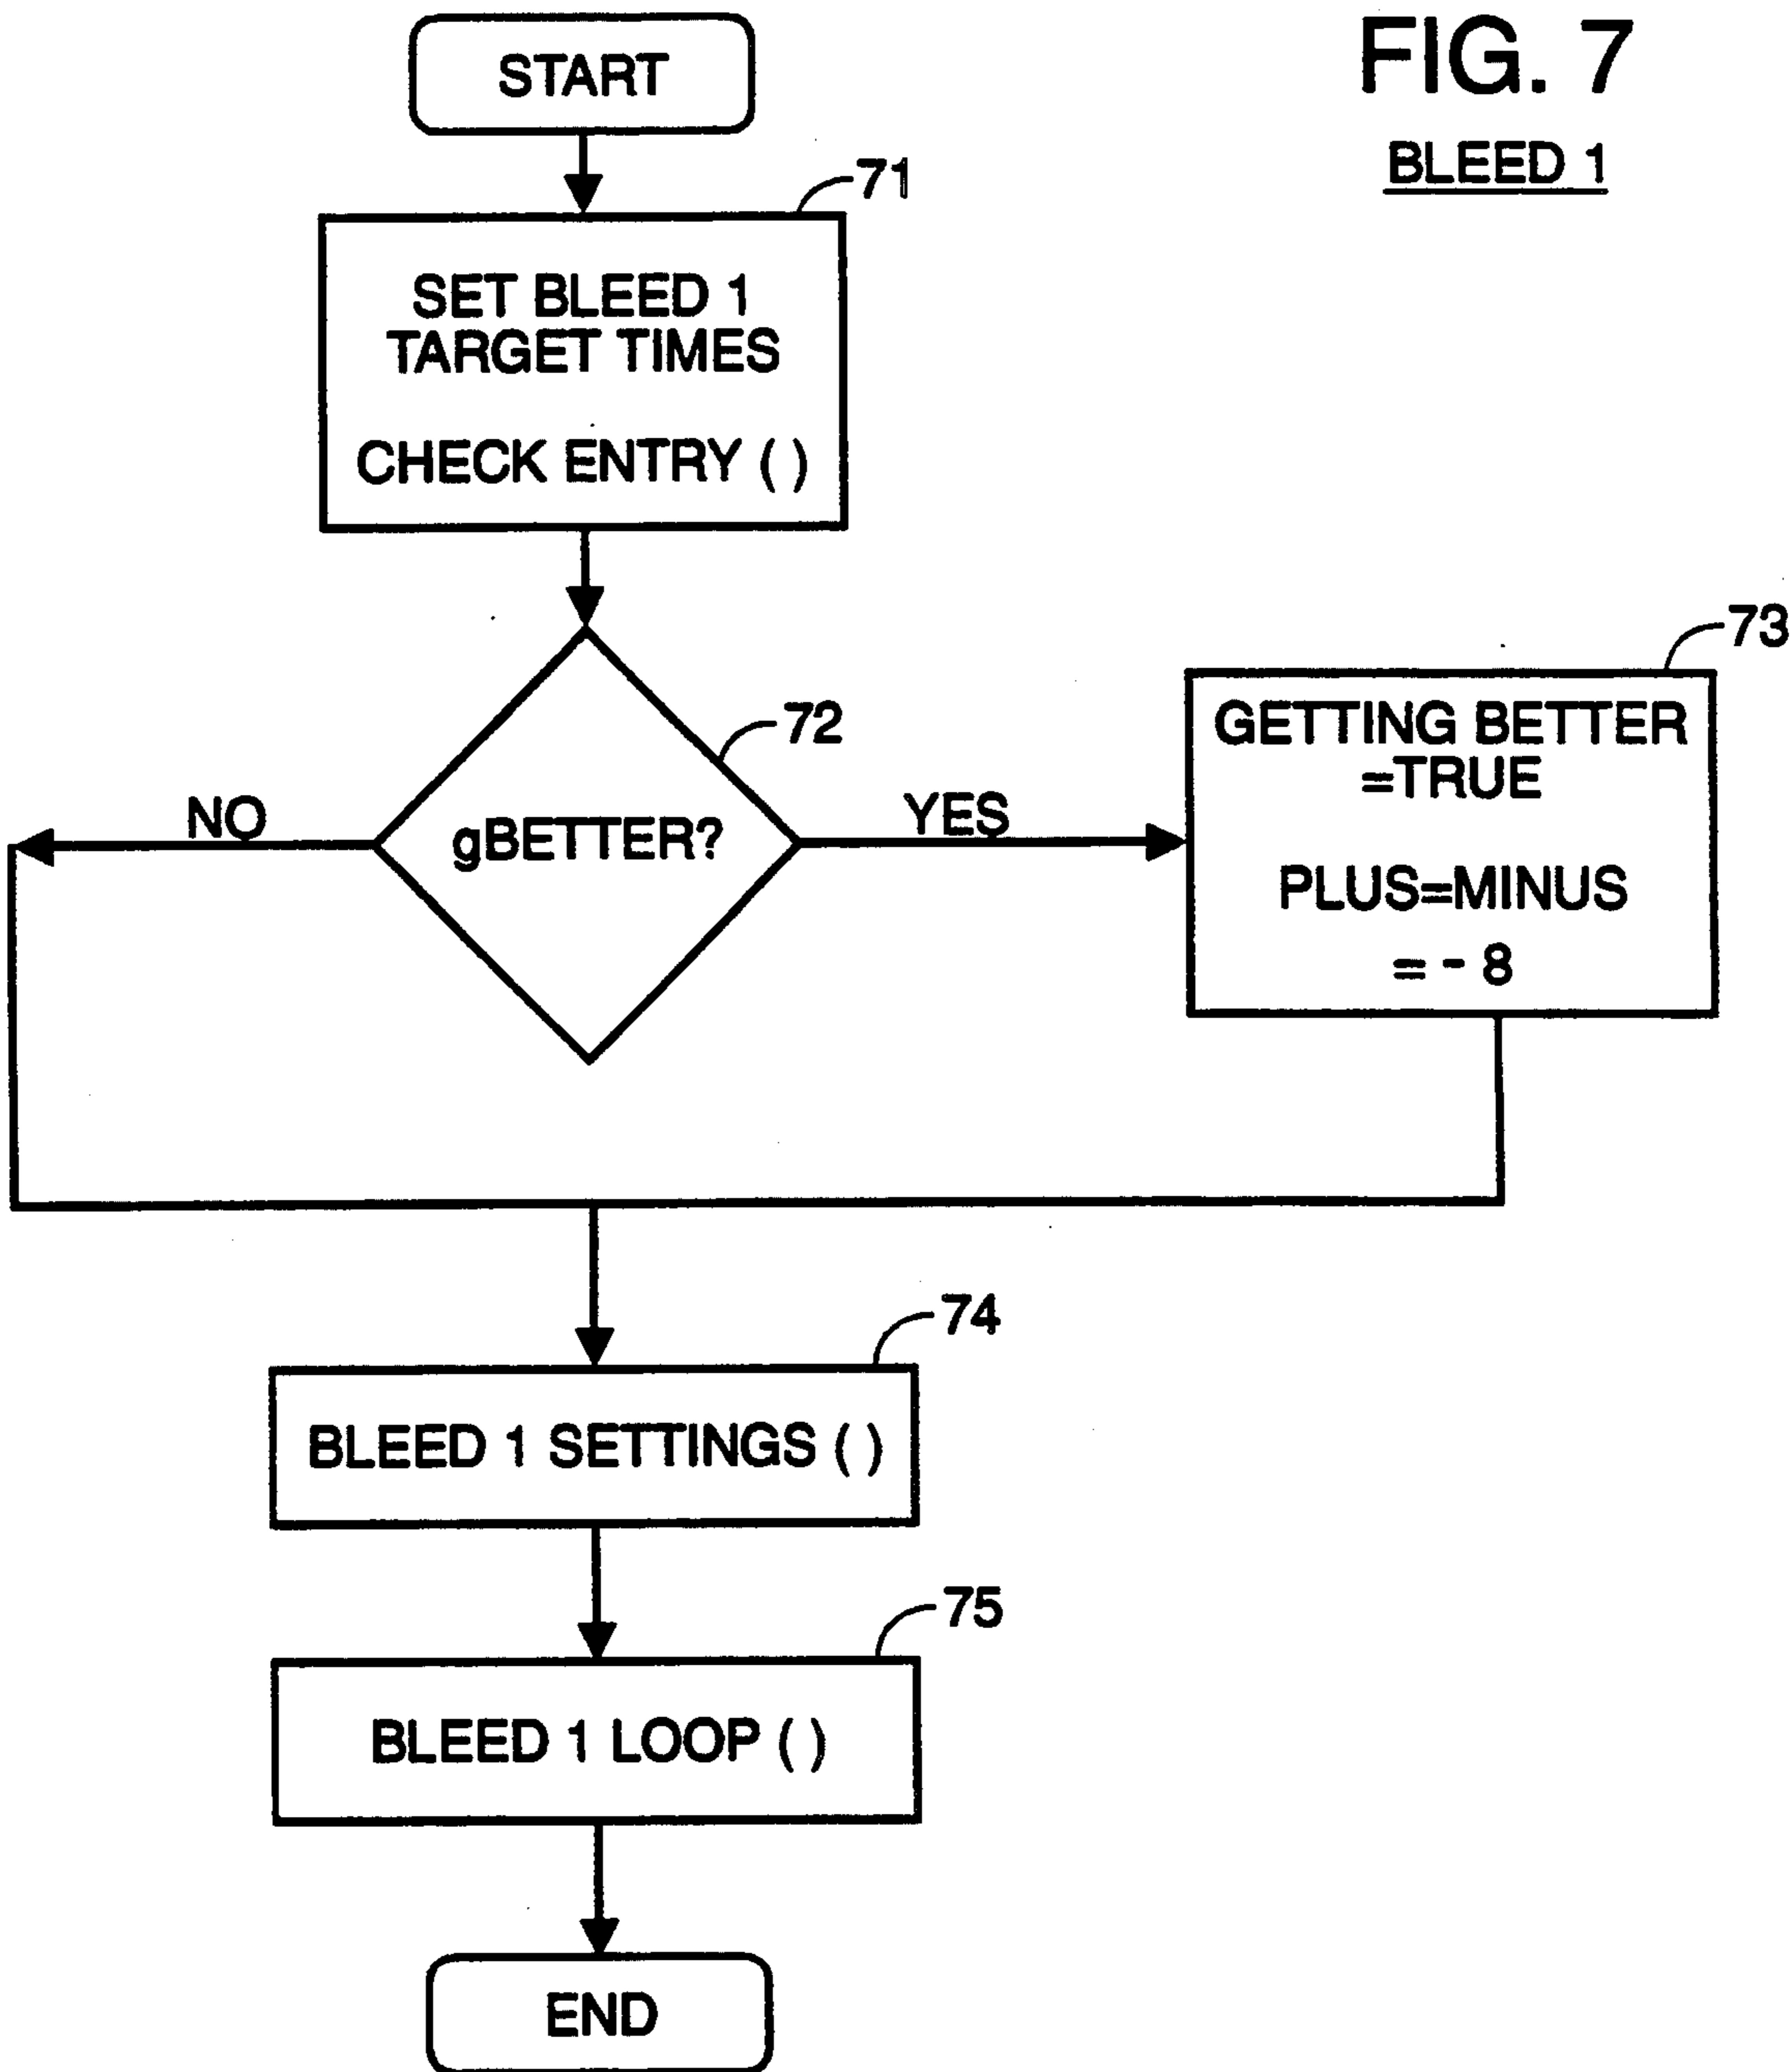 FIG. 7
BLEED 1
START
71
SET BLEED 1
TARGET TIMES
CHECK ENTRY ( )
72
gBETTER?
NO
YES
73
GETTING BETTER
=TRUE
PLUS=MINUS
= - 8
74
BLEED 1 SETTINGS ( )
75
BLEED 1 LOOP ( )
END